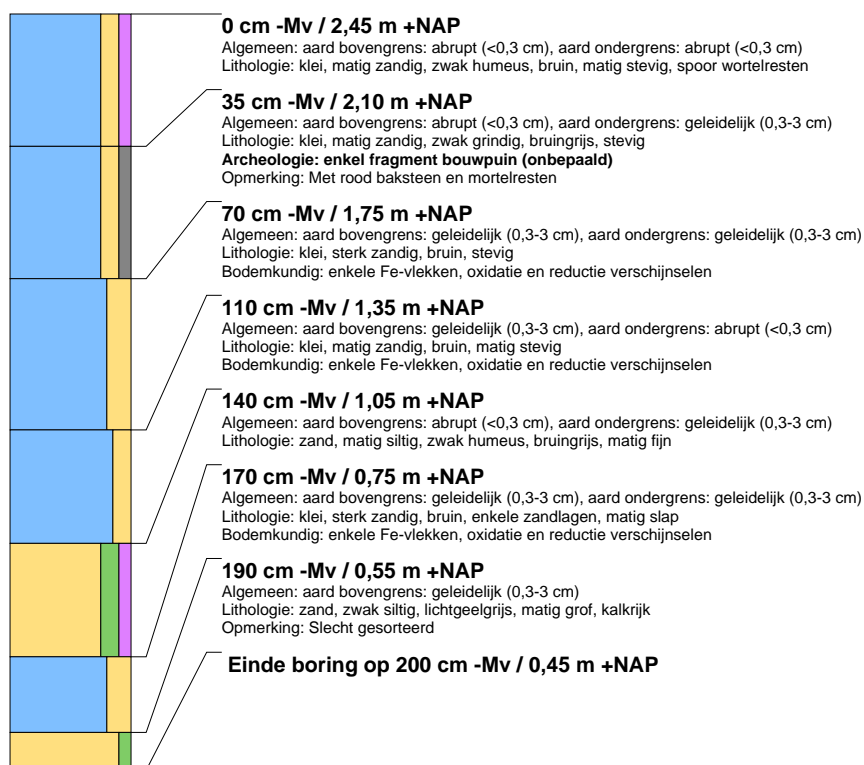 0 cm -Mv / 2,45 m +NAP
Algemeen: aard bovengrens: abrupt (<0,3 cm), aard ondergrens: abrupt (<0,3 cm)
Lithologie: klei, matig zandig, zwak humeus, bruin, matig stevig, spoor wortelresten
35 cm -Mv / 2,10 m +NAP
Algemeen: aard bovengrens: abrupt (<0,3 cm), aard ondergrens: geleidelijk (0,3-3 cm)
Lithologie: klei, matig zandig, zwak grindig, bruingrijs, stevig
Archeologie: enkel fragment bouwpuin (onbepaald)
Opmerking: Met rood baksteen en mortelresten
70 cm -Mv / 1,75 m +NAP
Algemeen: aard bovengrens: geleidelijk (0,3-3 cm), aard ondergrens: geleidelijk (0,3-3 cm)
Lithologie: klei, sterk zandig, bruin, stevig
Bodemkundig: enkele Fe-vlekken, oxidatie en reductie verschijnselen
110 cm -Mv / 1,35 m +NAP
Algemeen: aard bovengrens: geleidelijk (0,3-3 cm), aard ondergrens: abrupt (<0,3 cm)
Lithologie: klei, matig zandig, bruin, matig stevig
Bodemkundig: enkele Fe-vlekken, oxidatie en reductie verschijnselen
140 cm -Mv / 1,05 m +NAP
Algemeen: aard bovengrens: abrupt (<0,3 cm), aard ondergrens: geleidelijk (0,3-3 cm)
Lithologie: zand, matig siltig, zwak humeus, bruingrijs, matig fijn
170 cm -Mv / 0,75 m +NAP
Algemeen: aard bovengrens: geleidelijk (0,3-3 cm), aard ondergrens: geleidelijk (0,3-3 cm)
Lithologie: klei, sterk zandig, bruin, enkele zandlagen, matig slap
Bodemkundig: enkele Fe-vlekken, oxidatie en reductie verschijnselen
190 cm -Mv / 0,55 m +NAP
Algemeen: aard bovengrens: geleidelijk (0,3-3 cm)
Lithologie: zand, zwak siltig, lichtgeelgrijs, matig grof, kalkrijk
Opmerking: Slecht gesorteerd
Einde boring op 200 cm -Mv / 0,45 m +NAP